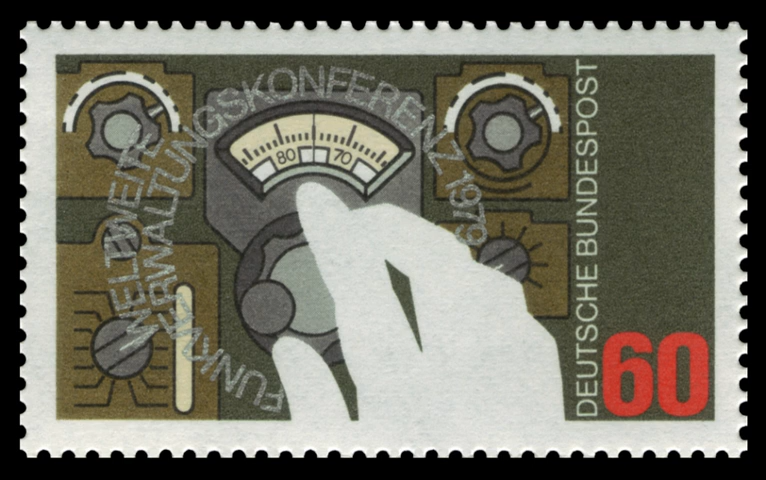 WELTWEITE
FUNKVERWALTUNGSKONFERENZ 1979
80 70
DEUTSCHE BUNDESPOST
60